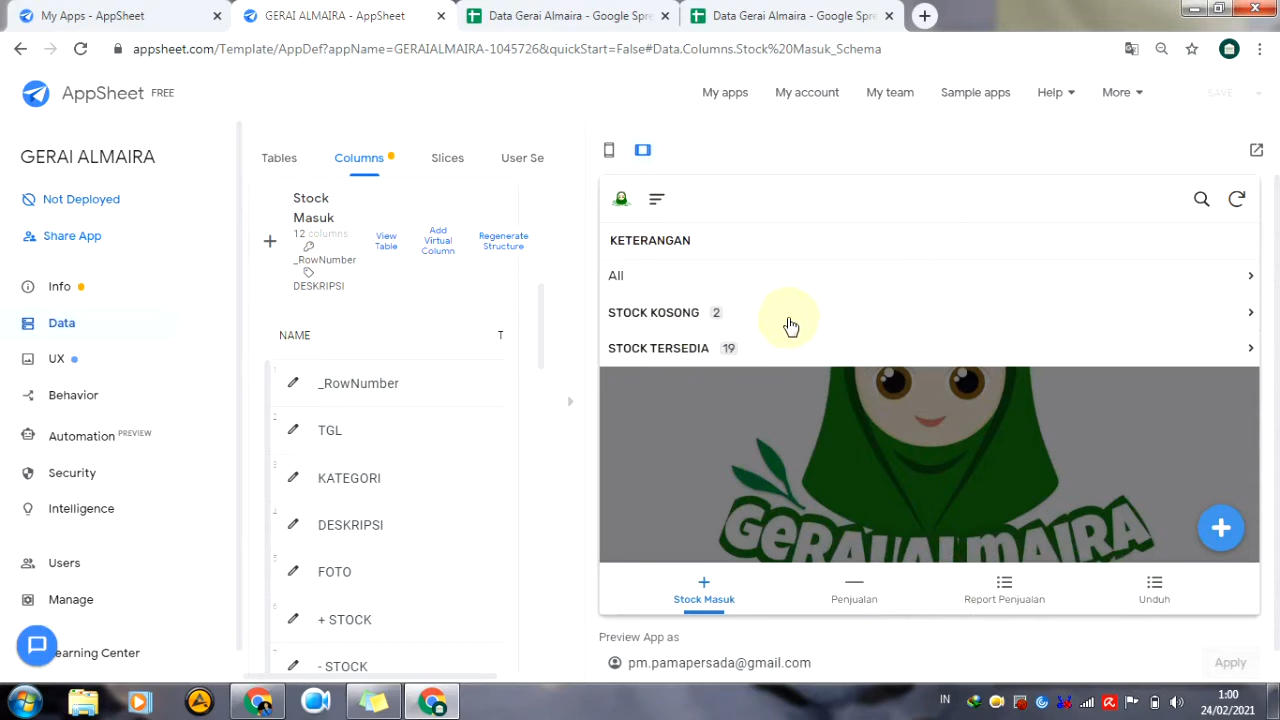 My Apps - AppSheet
GERAI ALMAIRA - AppSheet
Data Gerai Almaira - Google Spre
Data Gerai Almaira - Google Spre
appsheet.com/Template/AppDef?appName=GERAIALMAIRA-1045726&quickStart=False#Data.Columns.Stock%20Masuk_Schema
AppSheet FREE
My apps
My account
My team
Sample apps
Help
More
SAVE
GERAI ALMAIRA
Not Deployed
Share App
Info
Data
UX
Behavior
Automation PREVIEW
Security
Intelligence
Users
Manage
earning Center
Tables
Columns
Slices
User Se
Stock
Masuk
12 columns
_RowNumber
DESKRIPSI
View
Table
Add
Virtual
Column
Regenerate
Structure
NAME
T
_RowNumber
TGL
KATEGORI
DESKRIPSI
FOTO
+ STOCK
- STOCK
KETERANGAN
All
STOCK KOSONG 2
STOCK TERSEDIA 19
GERAI ALMAIRA
Stock Masuk
Penjualan
Report Penjualan
Unduh
Preview App as
pm.pamapersada@gmail.com
Apply
IN
1:00
24/02/2021